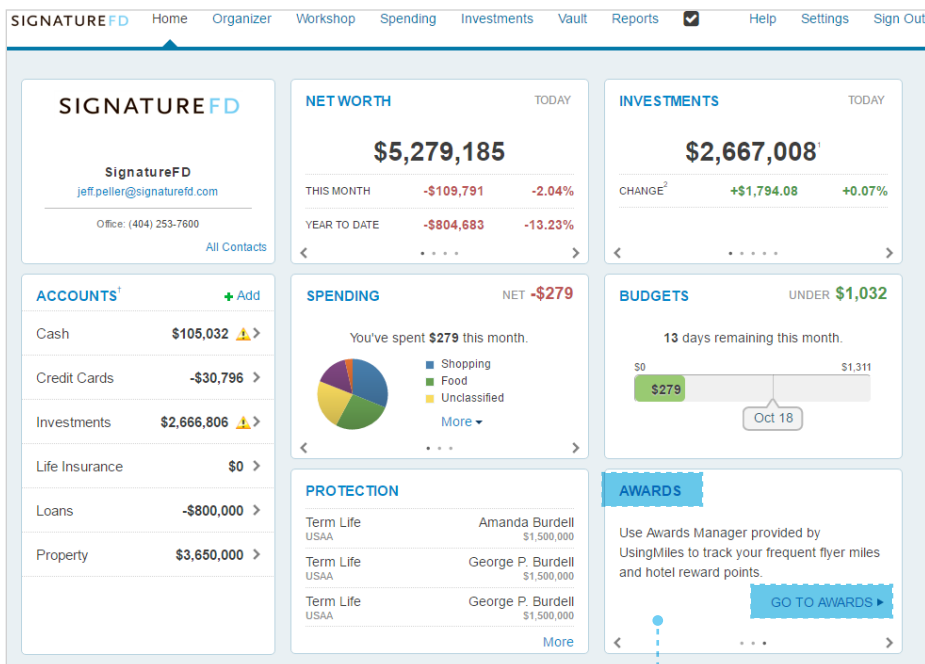 SIGNATUREFD Home Organizer Workshop Spending Investments Vault Reports Help Settings Sign Out
SIGNATUREFD
SignatureFD
jeff.peller@signaturefd.com
Office: (404) 253-7600
All Contacts
NET WORTH TODAY
$5,279,185
THIS MONTH -$109,791 -2.04%
YEAR TO DATE -$804,683 -13.23%
INVESTMENTS TODAY
$2,667,008¹
CHANGE² +$1,794.08 +0.07%
ACCOUNTS† + Add
Cash $105,032
Credit Cards -$30,796
Investments $2,666,806
Life Insurance $0
Loans -$800,000
Property $3,650,000
SPENDING NET -$279
You've spent $279 this month.
Shopping
Food
Unclassified
More
BUDGETS UNDER $1,032
13 days remaining this month.
$0 $1,311
$279
Oct 18
PROTECTION
Term Life Amanda Burdell
USAA $1,500,000
Term Life George P. Burdell
USAA $1,500,000
Term Life George P. Burdell
USAA $1,500,000
More
AWARDS
Use Awards Manager provided by
UsingMiles to track your frequent flyer miles
and hotel reward points.
GO TO AWARDS